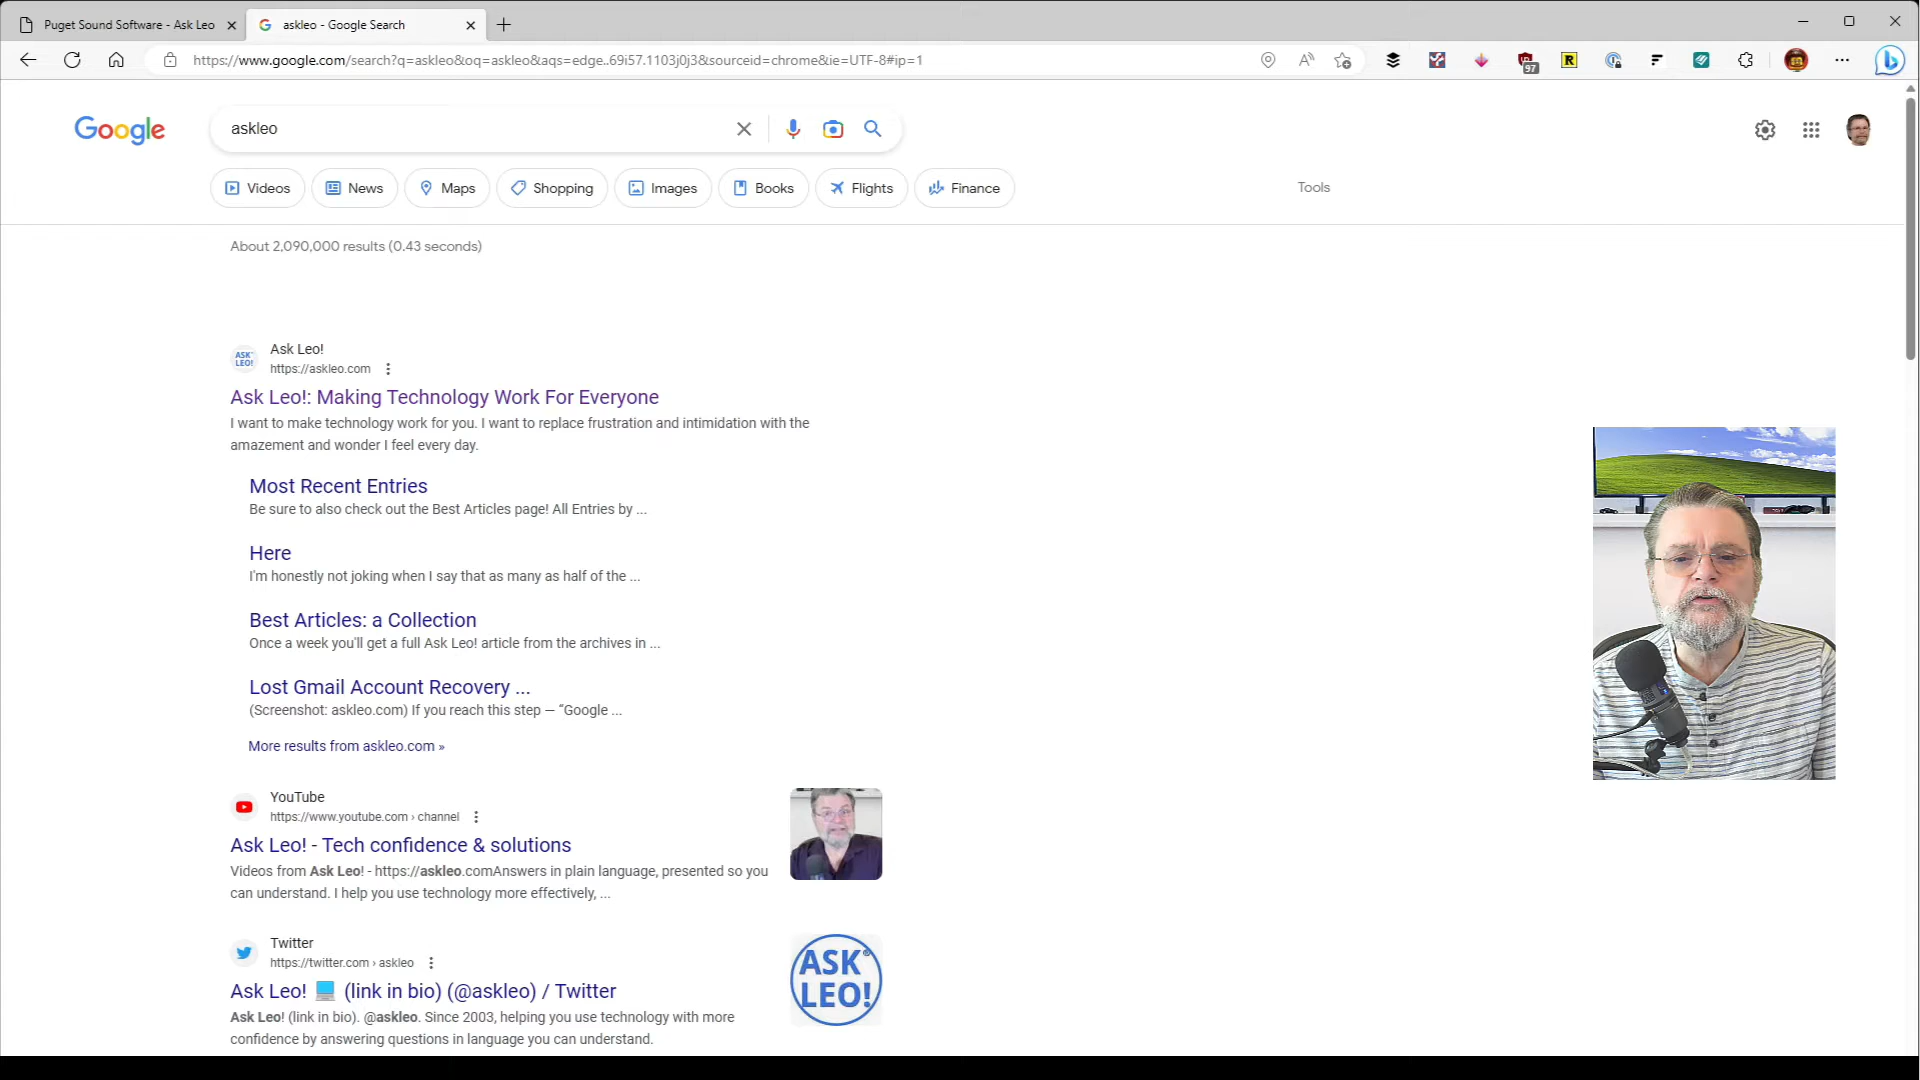 Puget Sound Software - Ask Leo
askleo - Google Search
https://www.google.com/search?q=askleo&oq=askleo&aqs=edge..69i57.1103j0j3&sourceid=chrome&ie=UTF-8#ip=1
97
R
Google
askleo
Videos
News
Maps
Shopping
Images
Books
Flights
Finance
Tools
About 2,090,000 results (0.43 seconds)
ASK
LEO!
Ask Leo!
https://askleo.com
Ask Leo!: Making Technology Work For Everyone
I want to make technology work for you. I want to replace frustration and intimidation with the
amazement and wonder I feel every day.
Most Recent Entries
Be sure to also check out the Best Articles page! All Entries by ...
Here
I'm honestly not joking when I say that as many as half of the ...
Best Articles: a Collection
Once a week you'll get a full Ask Leo! article from the archives in ...
Lost Gmail Account Recovery ...
(Screenshot: askleo.com) If you reach this step — “Google ...
More results from askleo.com »
YouTube
https://www.youtube.com › channel
Ask Leo! - Tech confidence & solutions
Videos from Ask Leo! - https://askleo.comAnswers in plain language, presented so you
can understand. I help you use technology more effectively, ...
Twitter
https://twitter.com › askleo
Ask Leo! 💻 (link in bio) (@askleo) / Twitter
Ask Leo! (link in bio). @askleo. Since 2003, helping you use technology with more
confidence by answering questions in language you can understand.
ASK®
LEO!